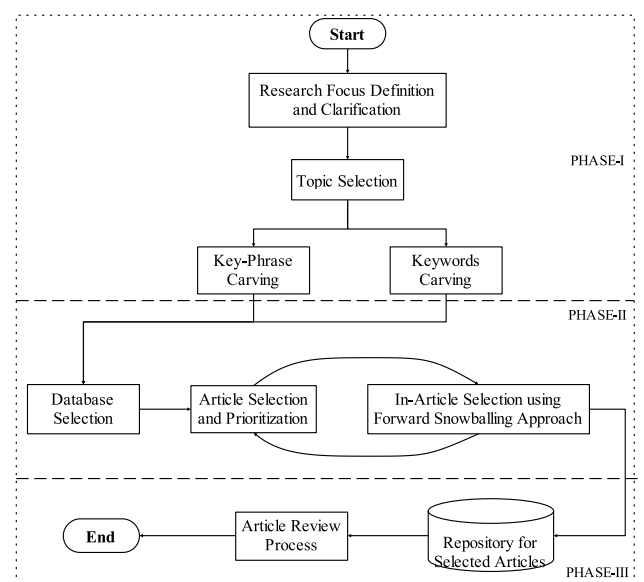 Start
Research Focus Definition
and Clarification
PHASE-I
Topic Selection
Key-Phrase
Carving
Keywords
Carving
PHASE-II
Database
Selection
Article Selection
and Prioritization
In-Article Selection using
Forward Snowballing Approach
End
Article Review
Process
Repository for
Selected Articles
PHASE-III